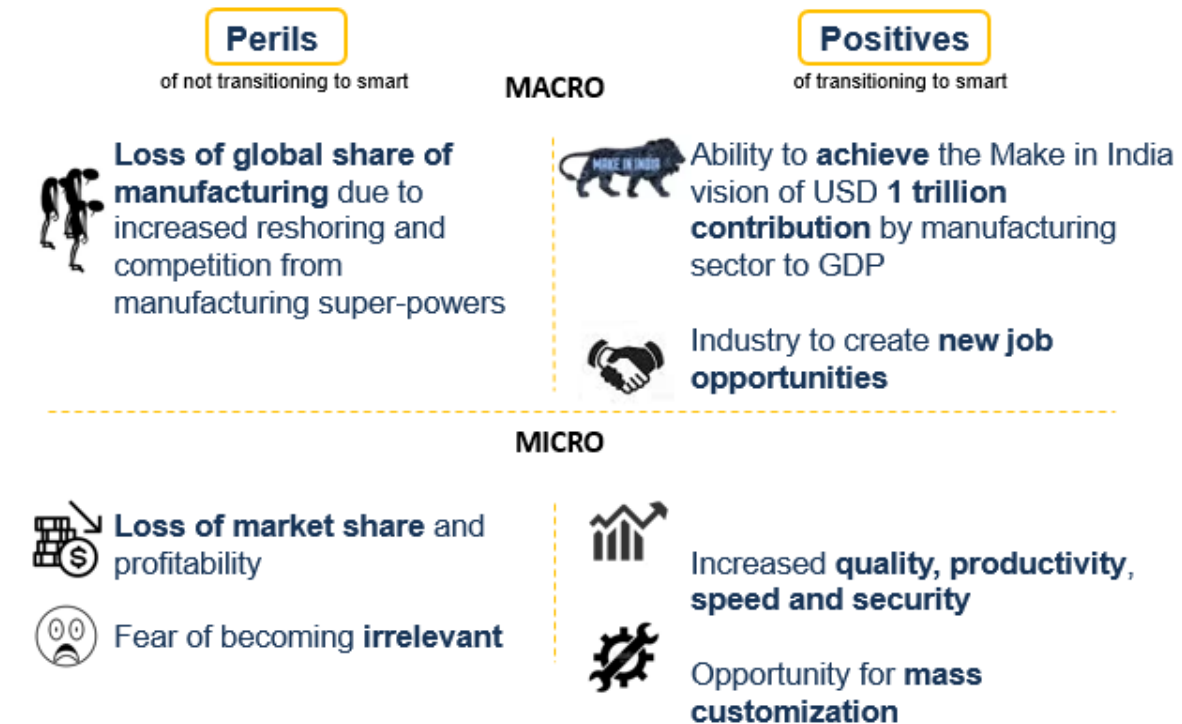 Perils
of not transitioning to smart
Positives
of transitioning to smart
MACRO
Loss of global share of
manufacturing due to
increased reshoring and
competition from
manufacturing super-powers
MAKE IN INDIA
Ability to achieve the Make in India
vision of USD 1 trillion
contribution by manufacturing
sector to GDP
Industry to create new job
opportunities
MICRO
Loss of market share and
profitability
$
Fear of becoming irrelevant
Increased quality, productivity,
speed and security
Opportunity for mass
customization